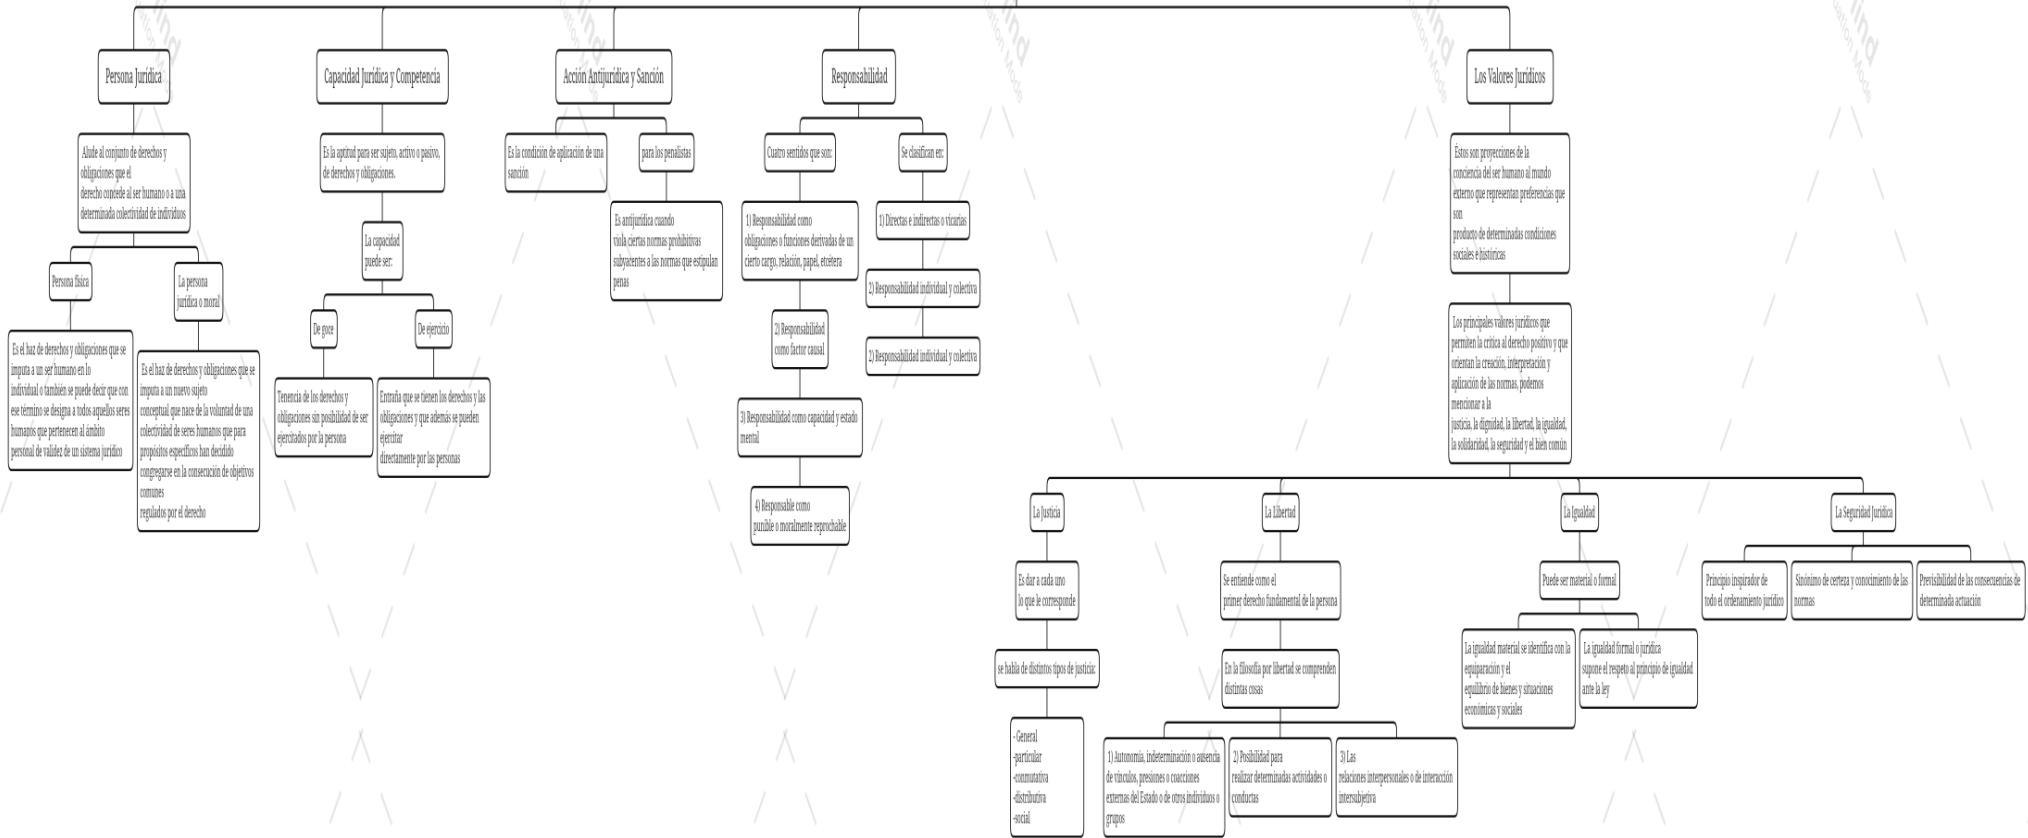 Persona Jurídica
Alude al conjunto de derechos y
obligaciones que el
derecho concede al ser humano o a una
determinada colectividad de individuos
Persona física
Es el haz de derechos y obligaciones que se
imputa a un ser humano en lo
individual o también se puede decir que con
ese término se designa a todos aquellos seres
humanos que pertenecen al ámbito
personal de validez de un sistema jurídico
La persona
jurídica o moral
Es el haz de derechos y obligaciones que se
imputa a un nuevo sujeto
conceptual que nace de la voluntad de una
colectividad de seres humanos que para
propósitos específicos han decidido
congregarse en la consecución de objetivos
comunes
regulados por el derecho
Capacidad Jurídica y Competencia
Es la aptitud para ser sujeto, activo o pasivo,
de derechos y obligaciones.
La capacidad
puede ser:
De goce
Tenencia de los derechos y
obligaciones sin posibilidad de ser
ejercitados por la persona
De ejercicio
Entraña que se tienen los derechos y las
obligaciones y que además se pueden
ejercitar
directamente por las personas
Acción Antijurídica y Sanción
Es la condición de aplicación de una
sanción
para los penalistas
Es antijurídica cuando
viola ciertas normas prohibitivas
subyacentes a las normas que estipulan
penas
Responsabilidad
Cuatro sentidos que son:
1) Responsabilidad como
obligaciones o funciones derivadas de un
cierto cargo, relación, papel, etcétera
2) Responsabilidad
como factor causal
3) Responsabilidad como capacidad y estado
mental
4) Responsable como
punible o moralmente reprochable
Se clasifican en:
1) Directas e indirectas o vicarias
2) Responsabilidad individual y colectiva
2) Responsabilidad individual y colectiva
Los Valores Jurídicos
Éstos son proyecciones de la
conciencia del ser humano al mundo
externo que representan preferencias que
son
producto de determinadas condiciones
sociales e históricas
Los principales valores jurídicos que
permiten la crítica al derecho positivo y que
orientan la creación, interpretación y
aplicación de las normas, podemos
mencionar a la
justicia, la dignidad, la libertad, la igualdad,
la solidaridad, la seguridad y el bien común
La Justicia
Es dar a cada uno
lo que le corresponde
se habla de distintos tipos de justicia:
- General
-particular
-conmutativa
-distributiva
-social
La Libertad
Se entiende como el
primer derecho fundamental de la persona
En la filosofía por libertad se comprenden
distintas cosas
1) Autonomía, indeterminación o ausencia
de vínculos, presiones o coacciones
externas del Estado o de otros individuos o
grupos
2) Posibilidad para
realizar determinadas actividades o
conductas
3) Las
relaciones interpersonales o de interacción
intersubjetiva
La Igualdad
Puede ser material o formal
La igualdad material se identifica con la
equiparación y el
equilibrio de bienes y situaciones
económicas y sociales
La igualdad formal o jurídica
supone el respeto al principio de igualdad
ante la ley
La Seguridad Jurídica
Principio inspirador de
todo el ordenamiento jurídico
Sinónimo de certeza y conocimiento de las
normas
Previsibilidad de las consecuencias de
determinada actuación